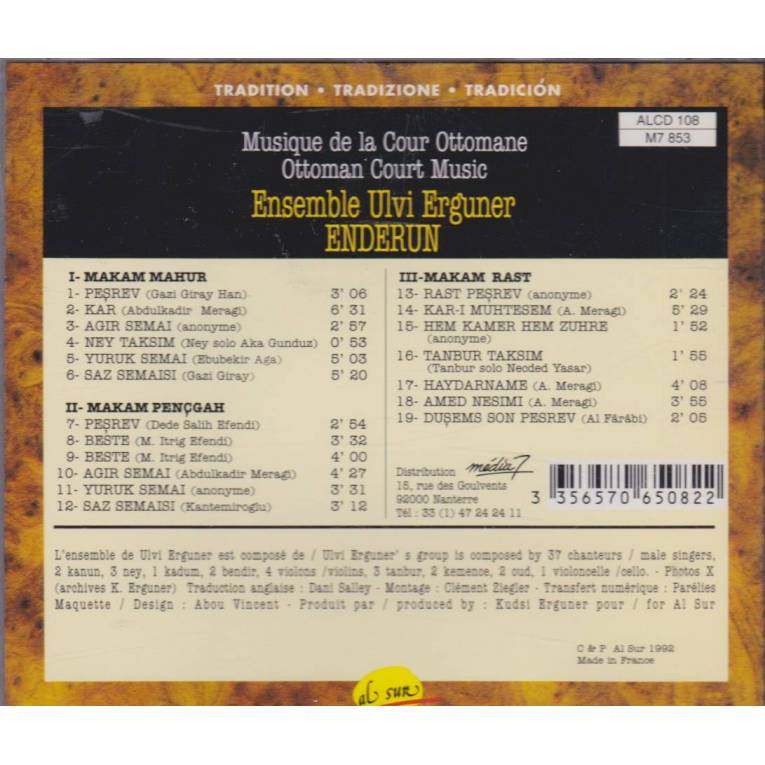 TRADITION • TRADIZIONE • TRADICIÓN
ALCD 108
M7 853
Musique de la Cour Ottomane
Ottoman Court Music
Ensemble Ulvi Erguner
ENDERUN
I- MAKAM MAHUR
1- PEŞREV (Gazi Giray Han) 3' 06
2- KAR (Abdulkadir Meragi) 6' 31
3- AGIR SEMAI (anonyme) 2' 57
4- NEY TAKSIM (Ney solo Aka Gunduz) 0' 53
5- YURUK SEMAI (Ebubekir Aga) 5' 03
6- SAZ SEMAISI (Gazi Giray) 5' 20
II- MAKAM PENÇGAH
7- PEŞREV (Dede Salih Efendi) 2' 54
8- BESTE (M. Itrig Efendi) 3' 32
9- BESTE (M. Itrig Efendi) 4' 00
10- AGIR SEMAI (Abdulkadir Meragi) 4' 27
11- YURUK SEMAI (anonyme) 3' 31
12- SAZ SEMAISI (Kantemiroglu) 3' 12
III-MAKAM RAST
13- RAST PEŞREV (anonyme) 2' 24
14- KAR-I MUHTESEM (A. Meragi) 5' 29
15- HEM KAMER HEM ZUHRE 1' 52
(anonyme)
16- TANBUR TAKSIM 1' 55
(Tanbur solo Necded Yasar)
17- HAYDARNAME (A. Meragi) 4' 08
18- AMED NESIMI (A. Meragi) 3' 55
19- DUŞEMS SON PESREV (Al Fârâbi) 2' 05
Distribution média 7
15, rue des Goulvents
92000 Nanterre
Tél : 33 (1) 47 24 24 11
3 356570 650822
L'ensemble de Ulvi Erguner est composé de / Ulvi Erguner' s group is composed by 37 chanteurs / male singers,
2 kanun, 3 ney, 1 kadum, 2 bendir, 4 violons /violins, 3 tanbur, 2 kemence, 2 oud, 1 violoncelle /cello. - Photos X
(archives K. Erguner) Traduction anglaise : Dani Salley - Montage : Clément Ziegler - Transfert numérique : Parélies
Maquette / Design : Abou Vincent - Produit par / produced by : Kudsi Erguner pour / for Al Sur
C & P Al Sur 1992
Made in France
al sur